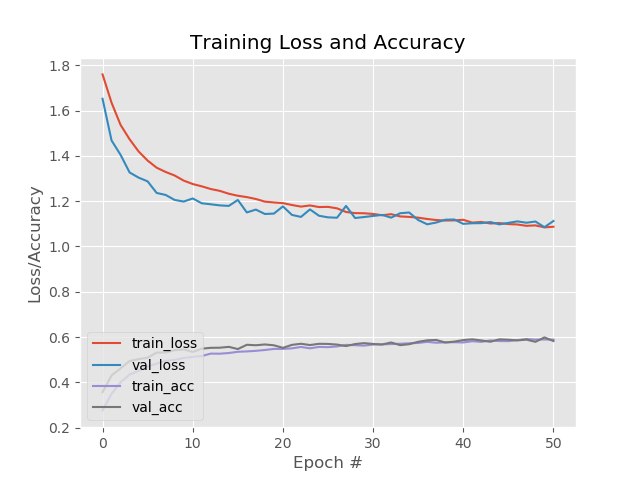 Training Loss and Accuracy
1.8
1.6
1.4
1.2
1.0
0.8
0.6
0.4
0.2
Loss/Accuracy
train_loss
val_loss
train_acc
val_acc
0 10 20 30 40 50
Epoch #